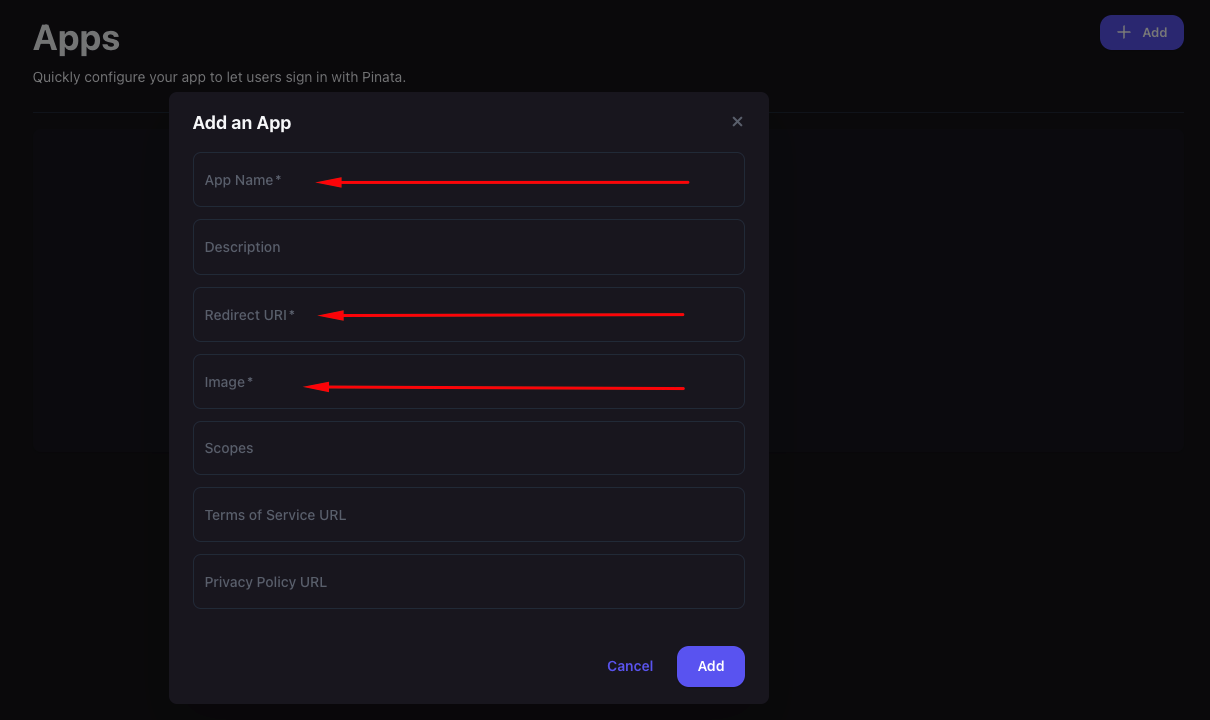 Apps
+ Add
Quickly configure your app to let users sign in with Pinata.
Add an App
App Name*
Description
Redirect URI*
Image*
Scopes
Terms of Service URL
Privacy Policy URL
Cancel
Add